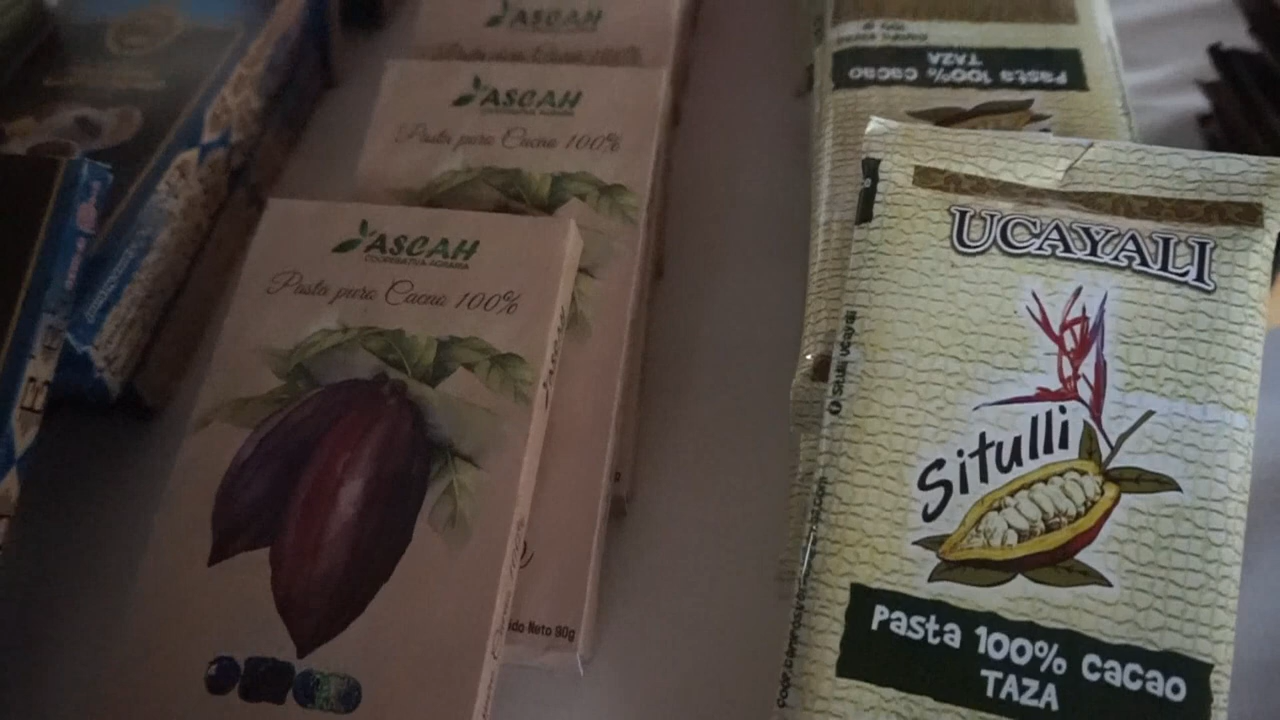 ASCAH
ASCAH
Pasta puro Cacao 100%
ASCAH
COOPERATIVA AGRARIA
Pasta puro Cacao 100%
Neto 90g
TAZA
Pasta 100% cacao
UCAYALI
Situlli
Pasta 100% cacao
TAZA